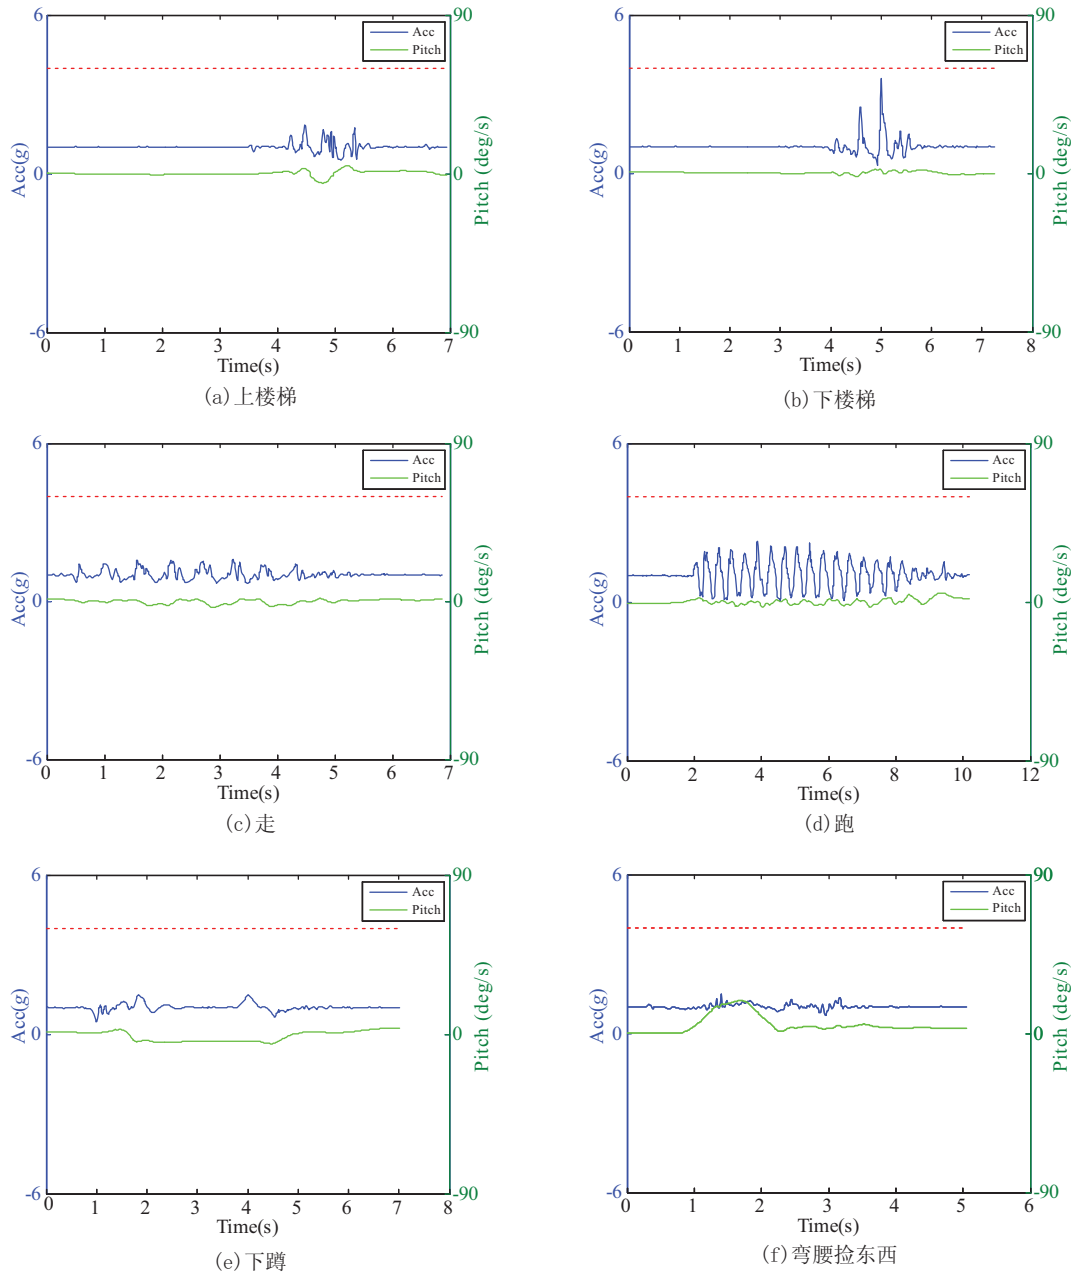 6
90
Acc
Pitch
Acc(g)
0
0
Pitch (deg/s)
-6
-90
0 1 2 3 4 5 6 7
Time(s)
(a)上楼梯
6
90
Acc
Pitch
Acc(g)
0
0
Pitch (deg/s)
-6
-90
0 1 2 3 4 5 6 7 8
Time(s)
(b)下楼梯
6
90
Acc
Pitch
Acc(g)
0
0
Pitch (deg/s)
-6
-90
0 1 2 3 4 5 6 7
Time(s)
(c)走
6
90
Acc
Pitch
Acc(g)
0
0
Pitch (deg/s)
-6
-90
0 2 4 6 8 10 12
Time(s)
(d)跑
6
90
Acc
Pitch
Acc(g)
0
0
Pitch (deg/s)
-6
-90
0 1 2 3 4 5 6 7 8
Time(s)
(e)下蹲
6
90
Acc
Pitch
Acc(g)
0
0
Pitch (deg/s)
-6
-90
0 1 2 3 4 5 6
Time(s)
(f)弯腰捡东西